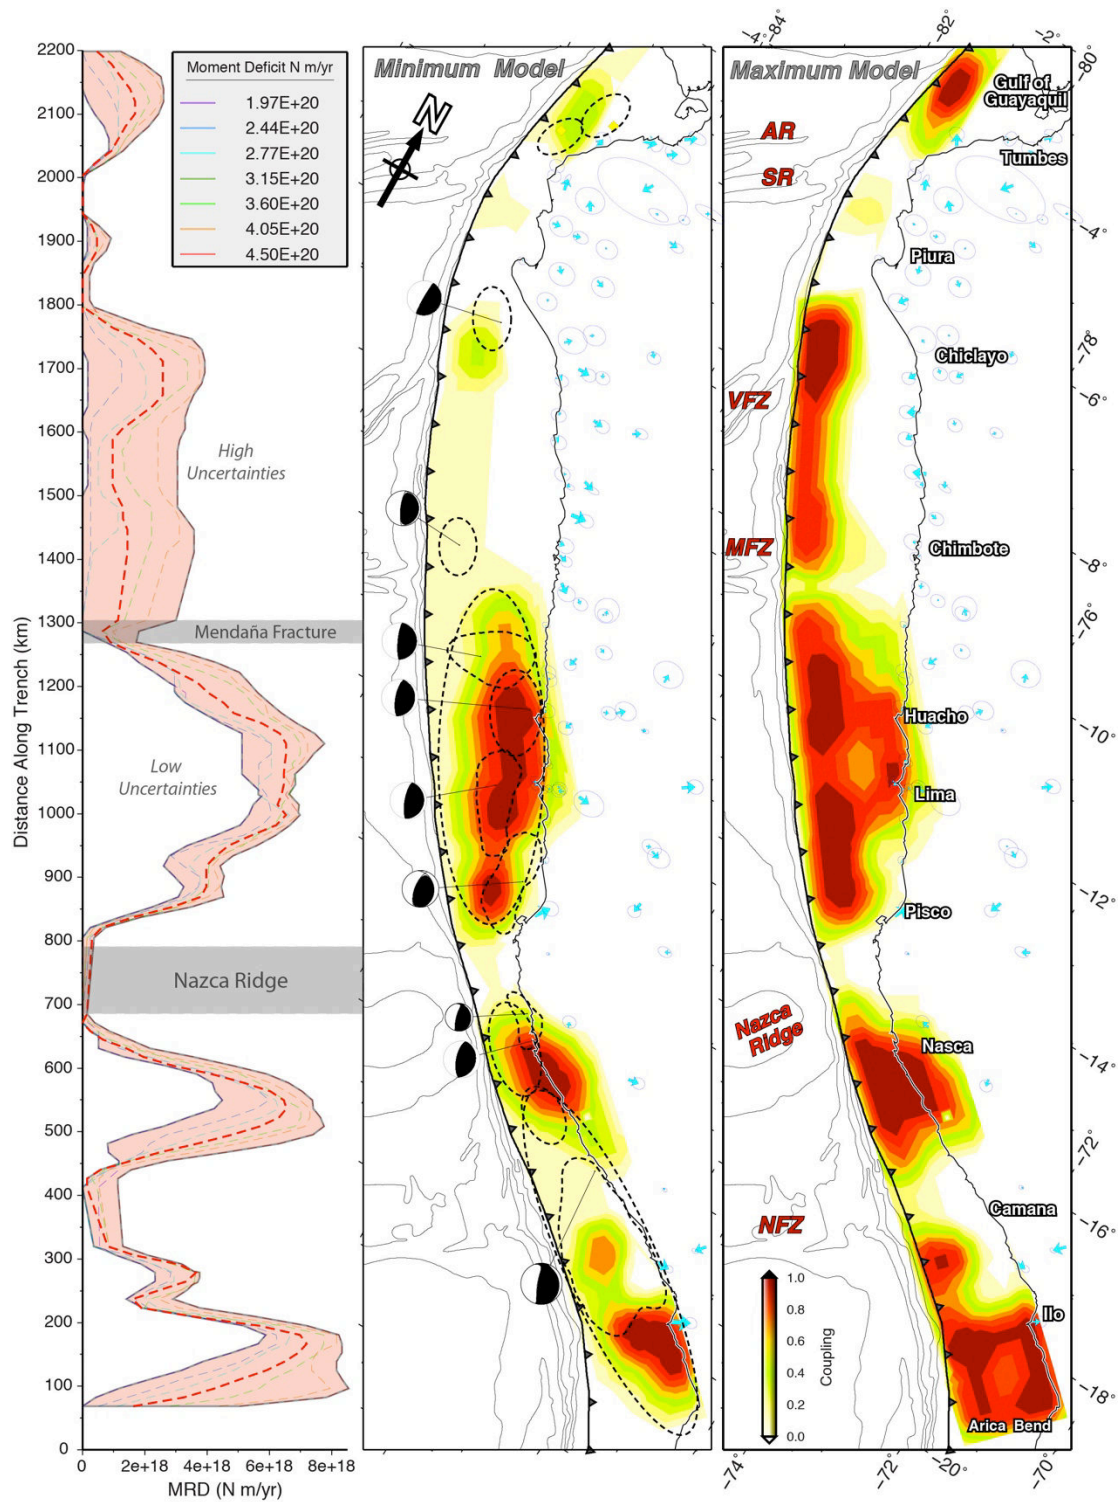 2200
2100
2000
1900
1800
1700
1600
1500
1400
1300
1200
1100
1000
900
800
700
600
500
400
300
200
100
0
Distance Along Trench (km)
Moment Deficit N m/yr
1.97E+20
2.44E+20
2.77E+20
3.15E+20
3.60E+20
4.05E+20
4.50E+20
High
Uncertainties
Mendaña Fracture
Low
Uncertainties
Nazca Ridge
0
2e+18
4e+18
6e+18
8e+18
MRD (N m/yr)
Minimum Model
N
-4°
-84°
-82°
-2°
-80°
Maximum Model
Gulf of
Guayaquil
AR
Tumbes
SR
-4°
Piura
-78°
Chiclayo
VFZ
-6°
MFZ
Chimbote
-8°
-76°
Huacho
-10°
Lima
-12°
Pisco
Nazca
Ridge
Nasca
-14°
-72°
Camana
-16°
NFZ
1.0
0.8
0.6
0.4
0.2
0.0
Coupling
Ilo
-18°
Arica Bend
-74°
-72°
-20°
-70°